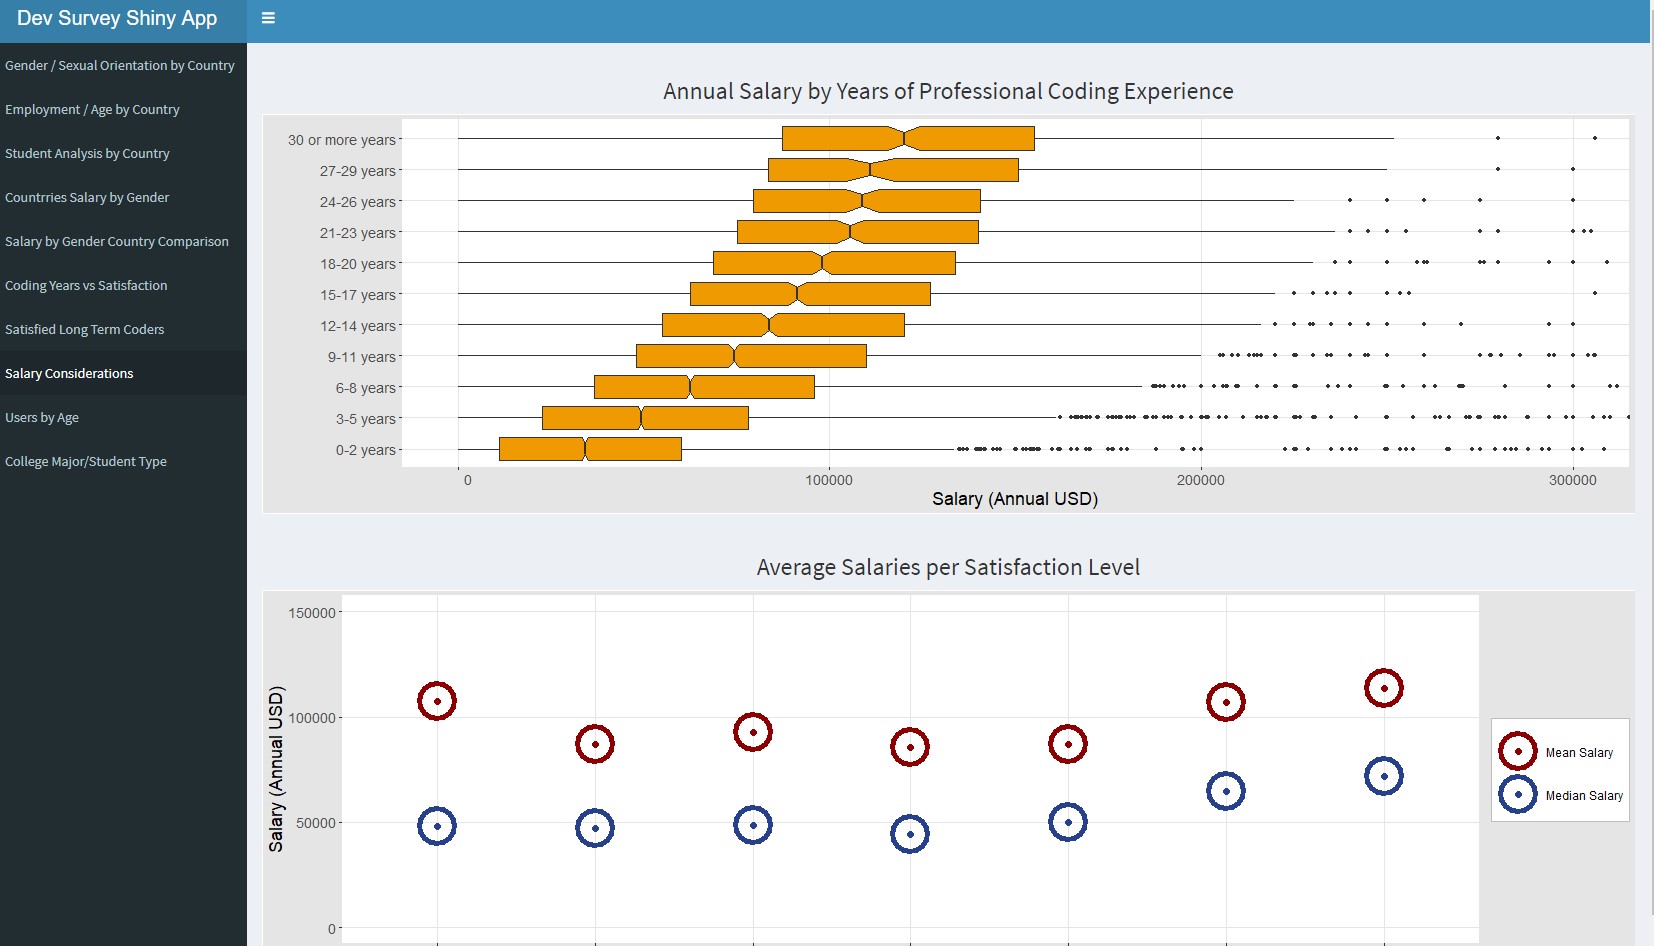 Dev Survey Shiny App
Gender / Sexual Orientation by Country
Employment / Age by Country
Student Analysis by Country
Countrries Salary by Gender
Salary by Gender Country Comparison
Coding Years vs Satisfaction
Satisfied Long Term Coders
Salary Considerations
Users by Age
College Major/Student Type
Annual Salary by Years of Professional Coding Experience
30 or more years
27-29 years
24-26 years
21-23 years
18-20 years
15-17 years
12-14 years
9-11 years
6-8 years
3-5 years
0-2 years
0 100000 200000 300000
Salary (Annual USD)
Average Salaries per Satisfaction Level
Salary (Annual USD)
150000
100000
50000
0
Mean Salary
Median Salary